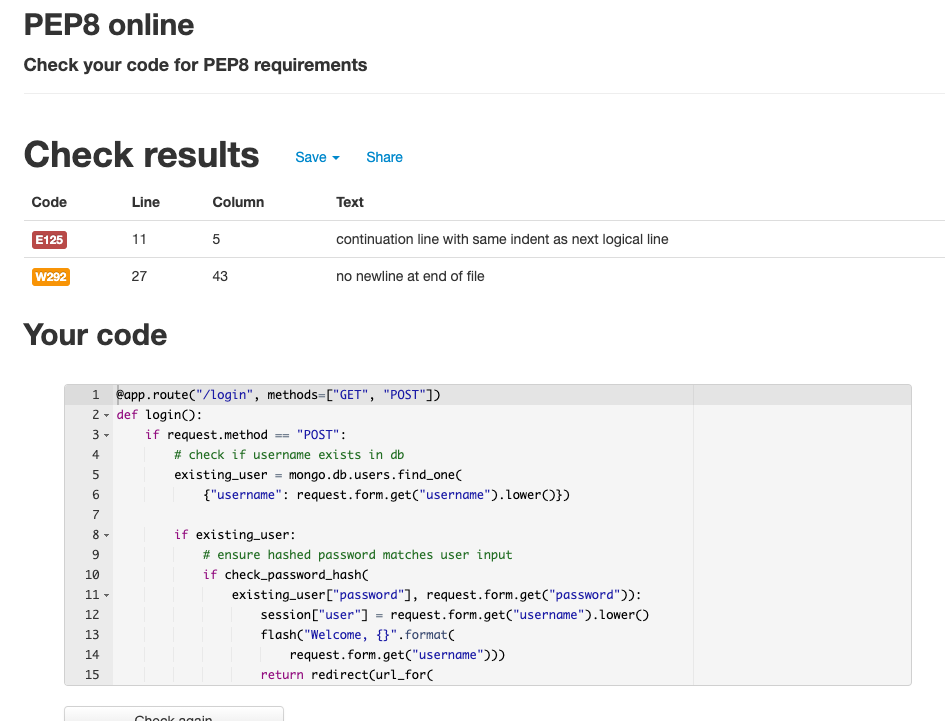 PEP8 online
Check your code for PEP8 requirements
Check results Save Share
Code Line Column Text
E125 11 5 continuation line with same indent as next logical line
W292 27 43 no newline at end of file
Your code
1 @app.route("/login", methods=["GET", "POST"])
2 def login():
3     if request.method == "POST":
4         # check if username exists in db
5         existing_user = mongo.db.users.find_one(
6             {"username": request.form.get("username").lower()})
7
8         if existing_user:
9             # ensure hashed password matches user input
10             if check_password_hash(
11                 existing_user["password"], request.form.get("password")):
12                     session["user"] = request.form.get("username").lower()
13                     flash("Welcome, {}".format(
14                         request.form.get("username")))
15                     return redirect(url_for(
Check again